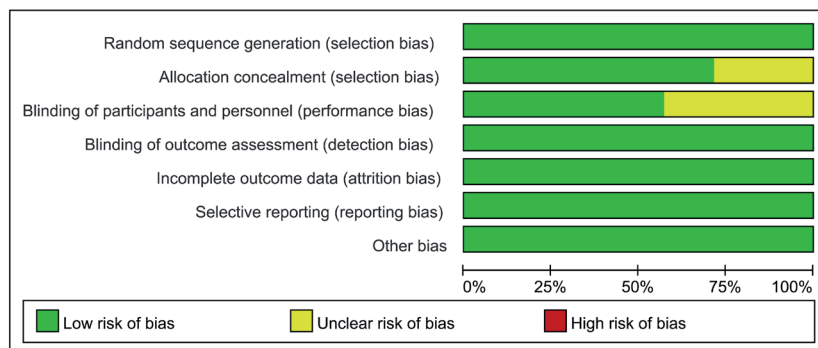 Random sequence generation (selection bias)
Allocation concealment (selection bias)
Blinding of participants and personnel (performance bias)
Blinding of outcome assessment (detection bias)
Incomplete outcome data (attrition bias)
Selective reporting (reporting bias)
Other bias
0% 25% 50% 75% 100%
Low risk of bias Unclear risk of bias High risk of bias